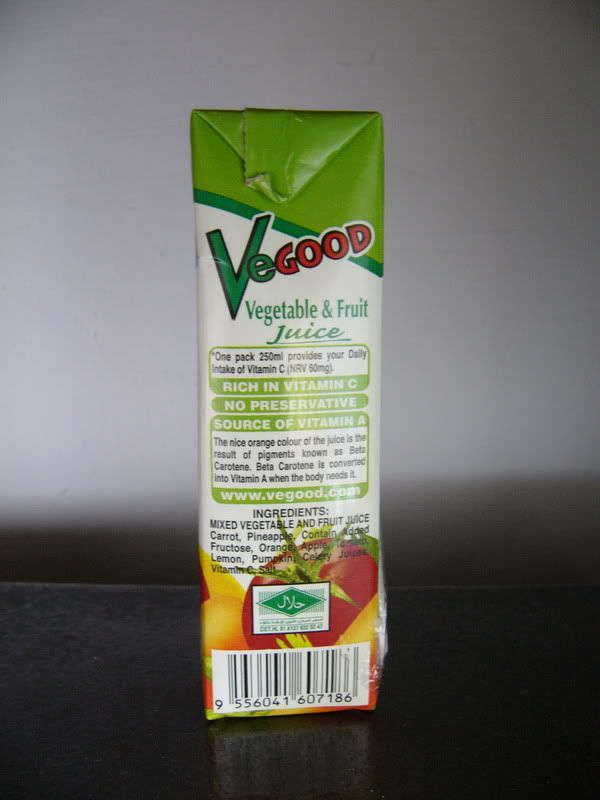 VeGOOD
Vegetable & Fruit
Juice
*One pack 250ml provides your Daily
Intake of Vitamin C (NRV 60mg).
RICH IN VITAMIN C
NO PRESERVATIVE
SOURCE OF VITAMIN A
The nice orange colour of the juice is the
result of pigments known as Beta
Carotene. Beta Carotene is converted
into Vitamin A when the body needs it.
www.vegood.com
INGREDIENTS:
MIXED VEGETABLE AND FRUIT JUICE
Carrot, Pineapple, Contain Added
Fructose, Orange, Apple, Tomato,
Lemon, Pumpkin, Celery Juices,
Vitamin C, Salt.
حلال
9 556041 607186